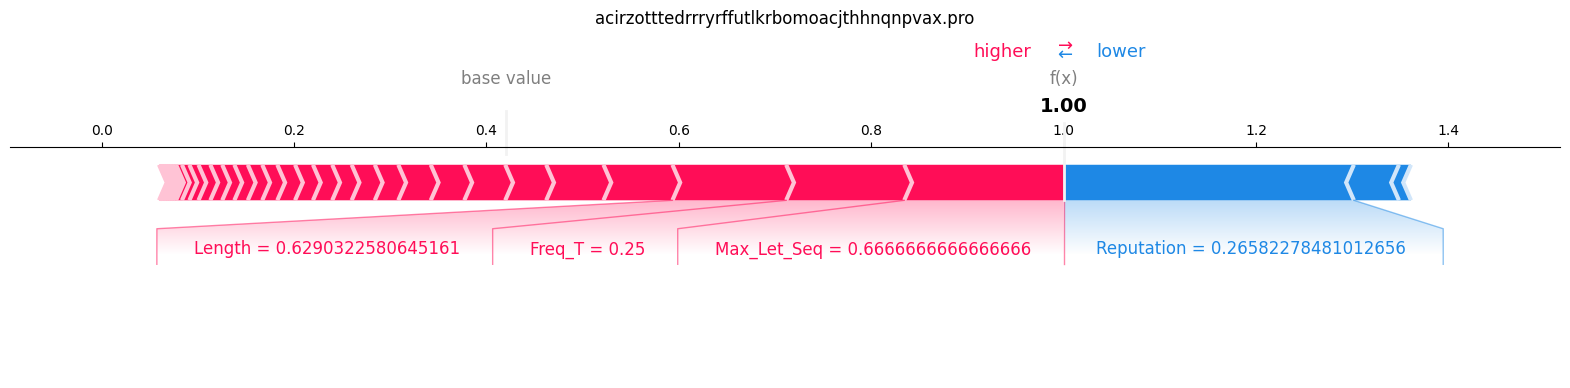 acirzotttedrrryrffutlkrbomoacjthhnqnpvax.pro
higher ⇄ lower
base value f(x)
1.00
0.0 0.2 0.4 0.6 0.8 1.0 1.2 1.4
Length = 0.6290322580645161 Freq_T = 0.25 Max_Let_Seq = 0.6666666666666666 Reputation = 0.26582278481012656